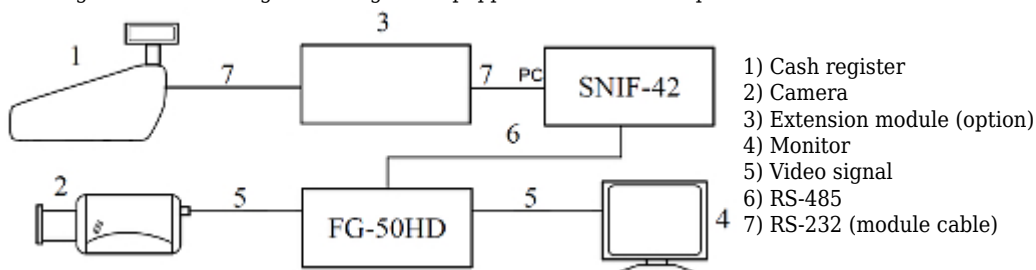 3
1
7
7
PC
SNIF-42
6
2
5
FG-50HD
5
4
1) Cash register
2) Camera
3) Extension module (option)
4) Monitor
5) Video signal
6) RS-485
7) RS-232 (module cable)